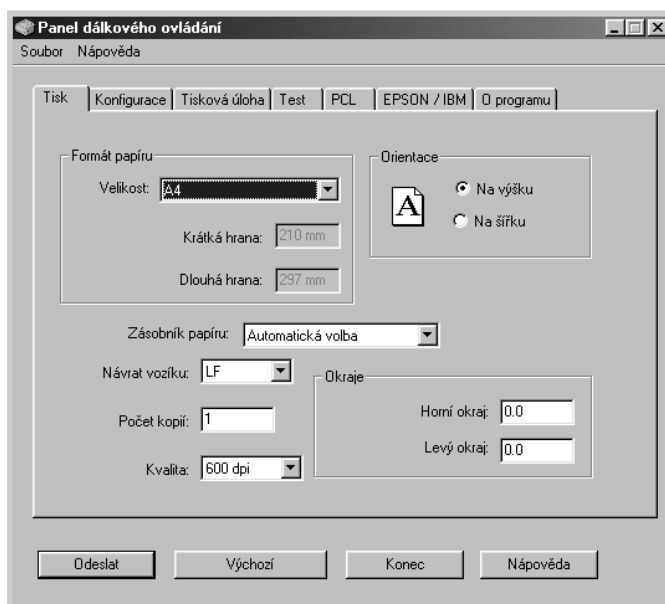 Panel dálkového ovládání
Soubor Nápověda
Tisk Konfigurace Tisková úloha Test PCL EPSON / IBM O programu
Formát papíru
Velikost: A4
Krátká hrana: 210 mm
Dlouhá hrana: 297 mm
Orientace
A
Na výšku
Na šířku
Zásobník papíru: Automatická volba
Návrat vozíku: LF
Počet kopií: 1
Kvalita: 600 dpi
Okraje
Horní okraj: 0.0
Levý okraj: 0.0
Odeslat Výchozí Konec Nápověda